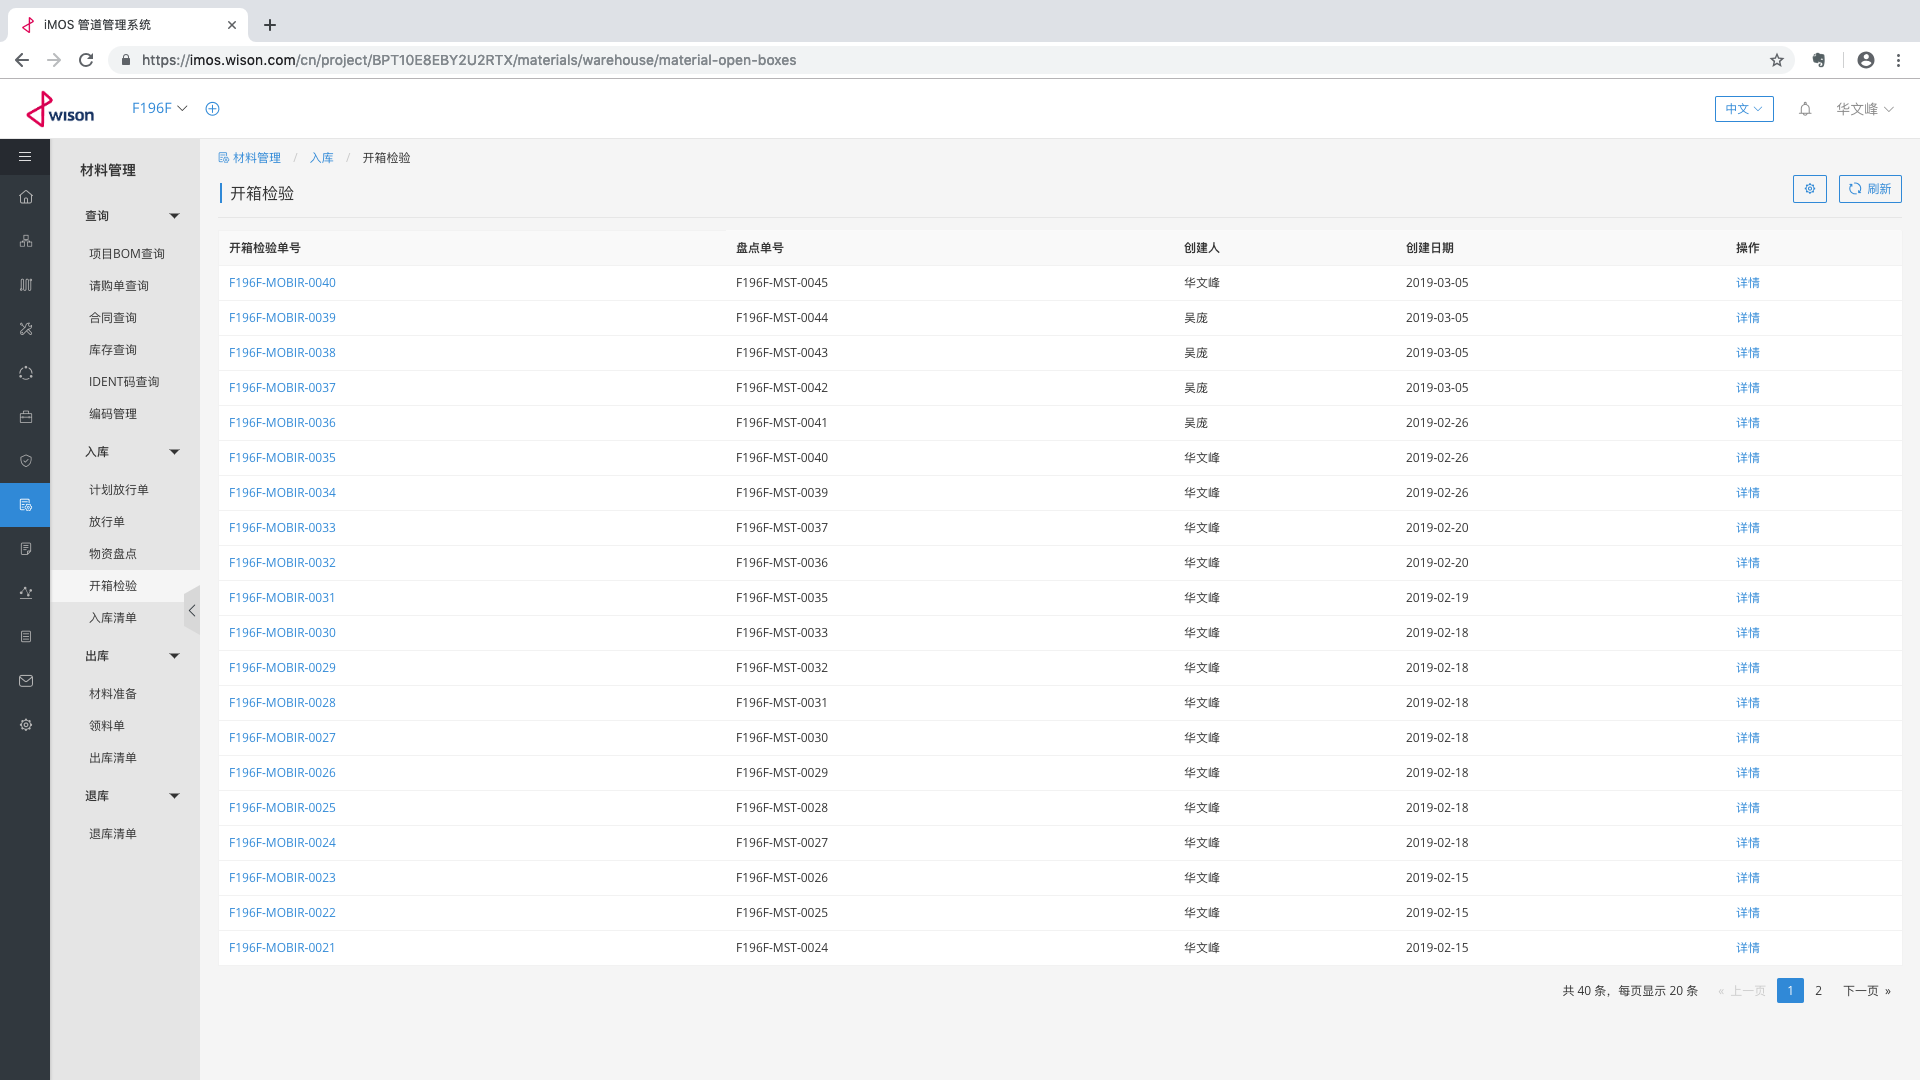 iMOS 管道管理系统
https://imos.wison.com/cn/project/BPT10E8EBY2U2RTX/materials/warehouse/material-open-boxes
wison
F196F
中文
华文峰
材料管理
查询
项目BOM查询
请购单查询
合同查询
库存查询
IDENT码查询
编码管理
入库
计划放行单
放行单
物资盘点
开箱检验
入库清单
出库
材料准备
领料单
出库清单
退库
退库清单
材料管理 / 入库 / 开箱检验
开箱检验
刷新
开箱检验单号 盘点单号 创建人 创建日期 操作
F196F-MOBIR-0040 F196F-MST-0045 华文峰 2019-03-05 详情
F196F-MOBIR-0039 F196F-MST-0044 吴庞 2019-03-05 详情
F196F-MOBIR-0038 F196F-MST-0043 吴庞 2019-03-05 详情
F196F-MOBIR-0037 F196F-MST-0042 吴庞 2019-03-05 详情
F196F-MOBIR-0036 F196F-MST-0041 吴庞 2019-02-26 详情
F196F-MOBIR-0035 F196F-MST-0040 华文峰 2019-02-26 详情
F196F-MOBIR-0034 F196F-MST-0039 华文峰 2019-02-26 详情
F196F-MOBIR-0033 F196F-MST-0037 华文峰 2019-02-20 详情
F196F-MOBIR-0032 F196F-MST-0036 华文峰 2019-02-20 详情
F196F-MOBIR-0031 F196F-MST-0035 华文峰 2019-02-19 详情
F196F-MOBIR-0030 F196F-MST-0033 华文峰 2019-02-18 详情
F196F-MOBIR-0029 F196F-MST-0032 华文峰 2019-02-18 详情
F196F-MOBIR-0028 F196F-MST-0031 华文峰 2019-02-18 详情
F196F-MOBIR-0027 F196F-MST-0030 华文峰 2019-02-18 详情
F196F-MOBIR-0026 F196F-MST-0029 华文峰 2019-02-18 详情
F196F-MOBIR-0025 F196F-MST-0028 华文峰 2019-02-18 详情
F196F-MOBIR-0024 F196F-MST-0027 华文峰 2019-02-18 详情
F196F-MOBIR-0023 F196F-MST-0026 华文峰 2019-02-15 详情
F196F-MOBIR-0022 F196F-MST-0025 华文峰 2019-02-15 详情
F196F-MOBIR-0021 F196F-MST-0024 华文峰 2019-02-15 详情
共 40 条，每页显示 20 条 « 上一页 1 2 下一页 »